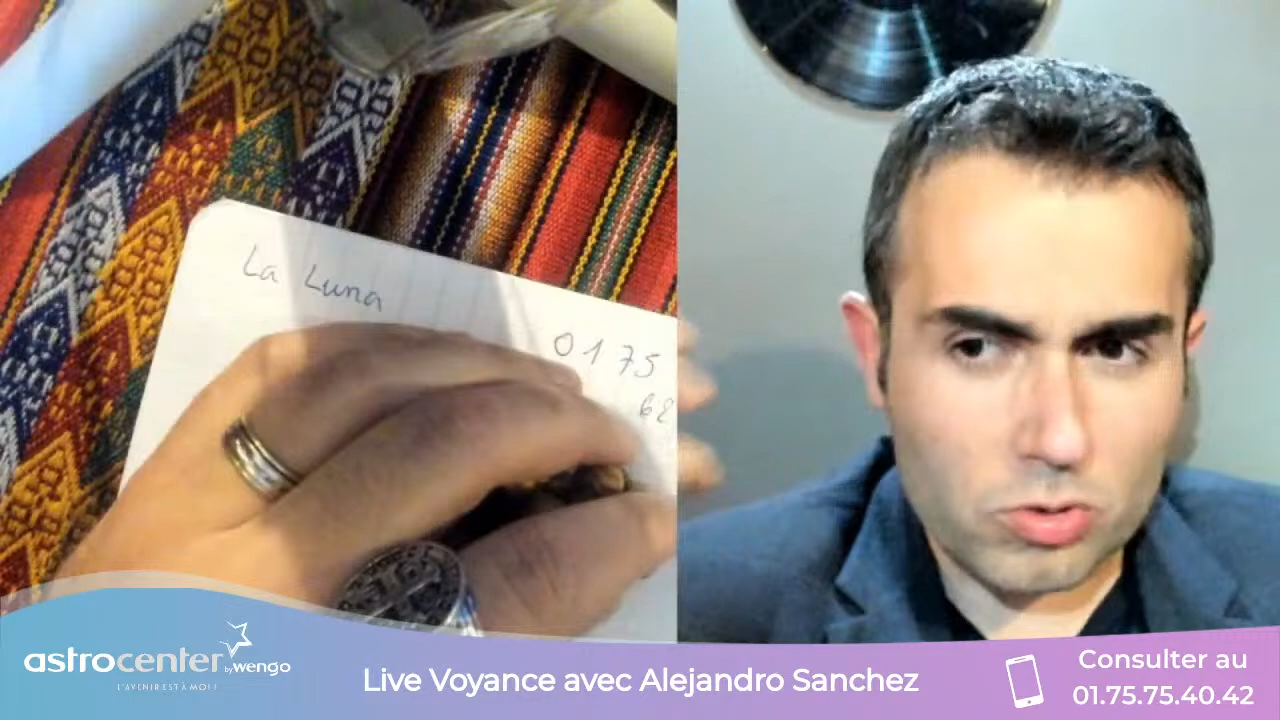 La Luna
0175
62
astrocenter
by wengo
L'AVENIR EST À MOI !
Live Voyance avec Alejandro Sanchez
Consulter au
01.75.75.40.42